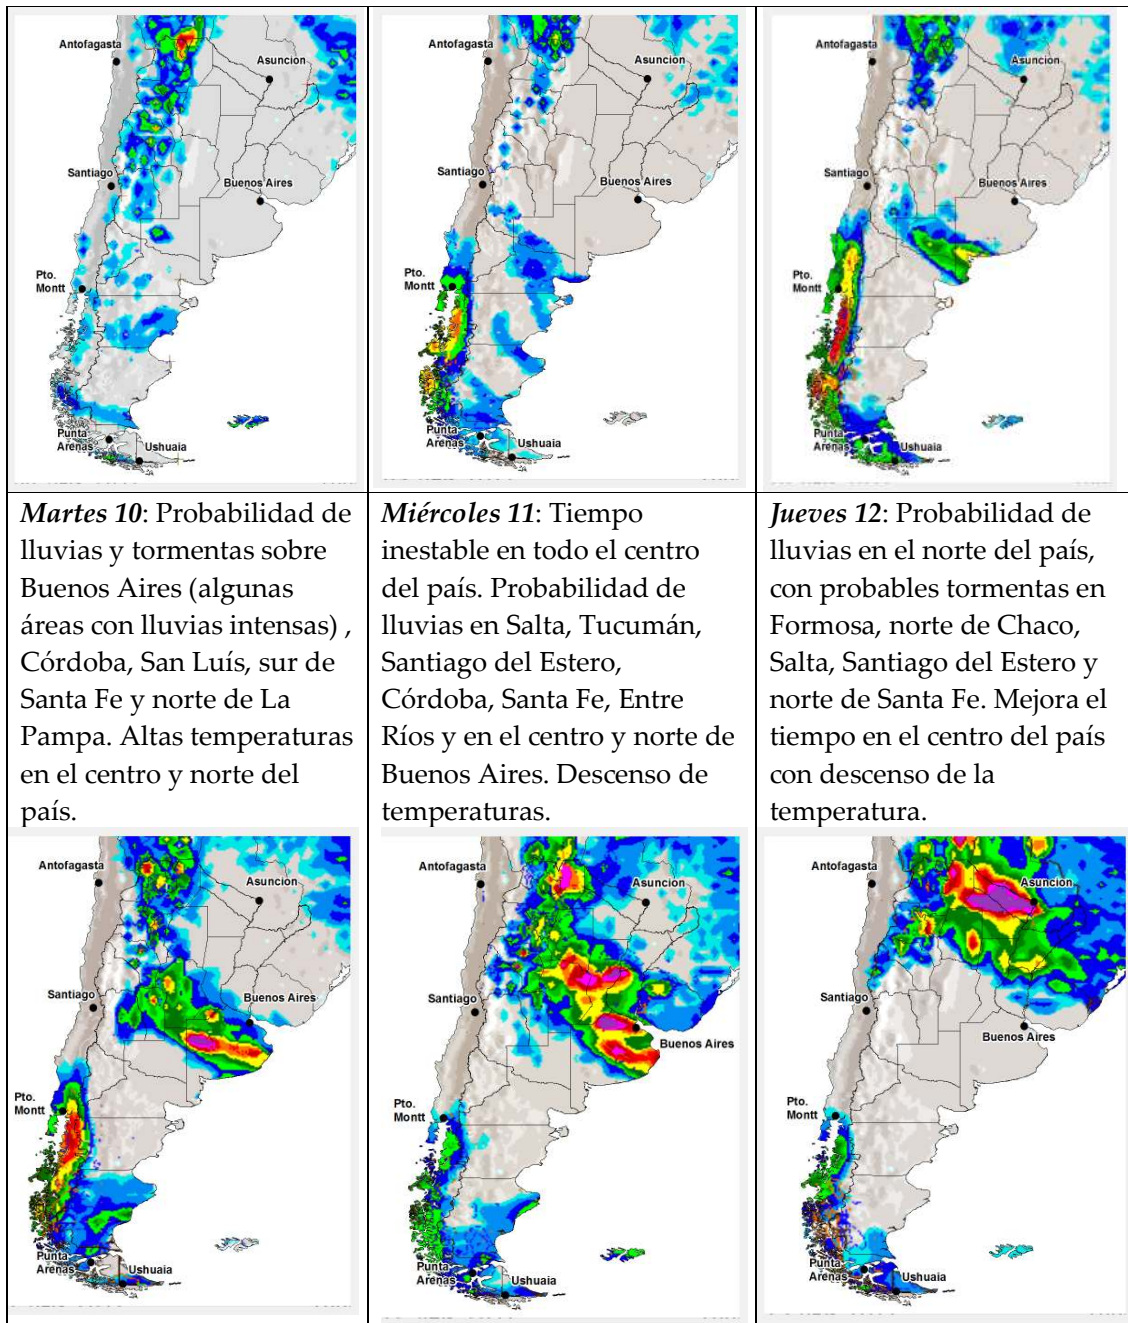 Antofagasta
Asuncion
Santiago
Buenos Aires
Pto.
Montt
Punta
Arenas
Ushuaia
Antofagasta
Asuncion
Santiago
Buenos Aires
Pto.
Montt
Punta
Arenas
Ushuaia
Antofagasta
Asuncion
Santiago
Buenos Aires
Pto.
Montt
Punta
Arenas
Ushuaia
Martes 10: Probabilidad de
lluvias y tormentas sobre
Buenos Aires (algunas
áreas con lluvias intensas) ,
Córdoba, San Luís, sur de
Santa Fe y norte de La
Pampa. Altas temperaturas
en el centro y norte del
país.
Miércoles 11: Tiempo
inestable en todo el centro
del país. Probabilidad de
lluvias en Salta, Tucumán,
Santiago del Estero,
Córdoba, Santa Fe, Entre
Ríos y en el centro y norte de
Buenos Aires. Descenso de
temperaturas.
Jueves 12: Probabilidad de
lluvias en el norte del país,
con probables tormentas en
Formosa, norte de Chaco,
Salta, Santiago del Estero y
norte de Santa Fe. Mejora el
tiempo en el centro del país
con descenso de la
temperatura.
Antofagasta
Asuncion
Santiago
Buenos Aires
Pto.
Montt
Punta
Arenas
Ushuaia
Antofagasta
Asuncion
Santiago
Buenos Aires
Pto.
Montt
Punta
Arenas
Ushuaia
Antofagasta
Asuncion
Santiago
Buenos Aires
Pto.
Montt
Punta
Arenas
Ushuaia